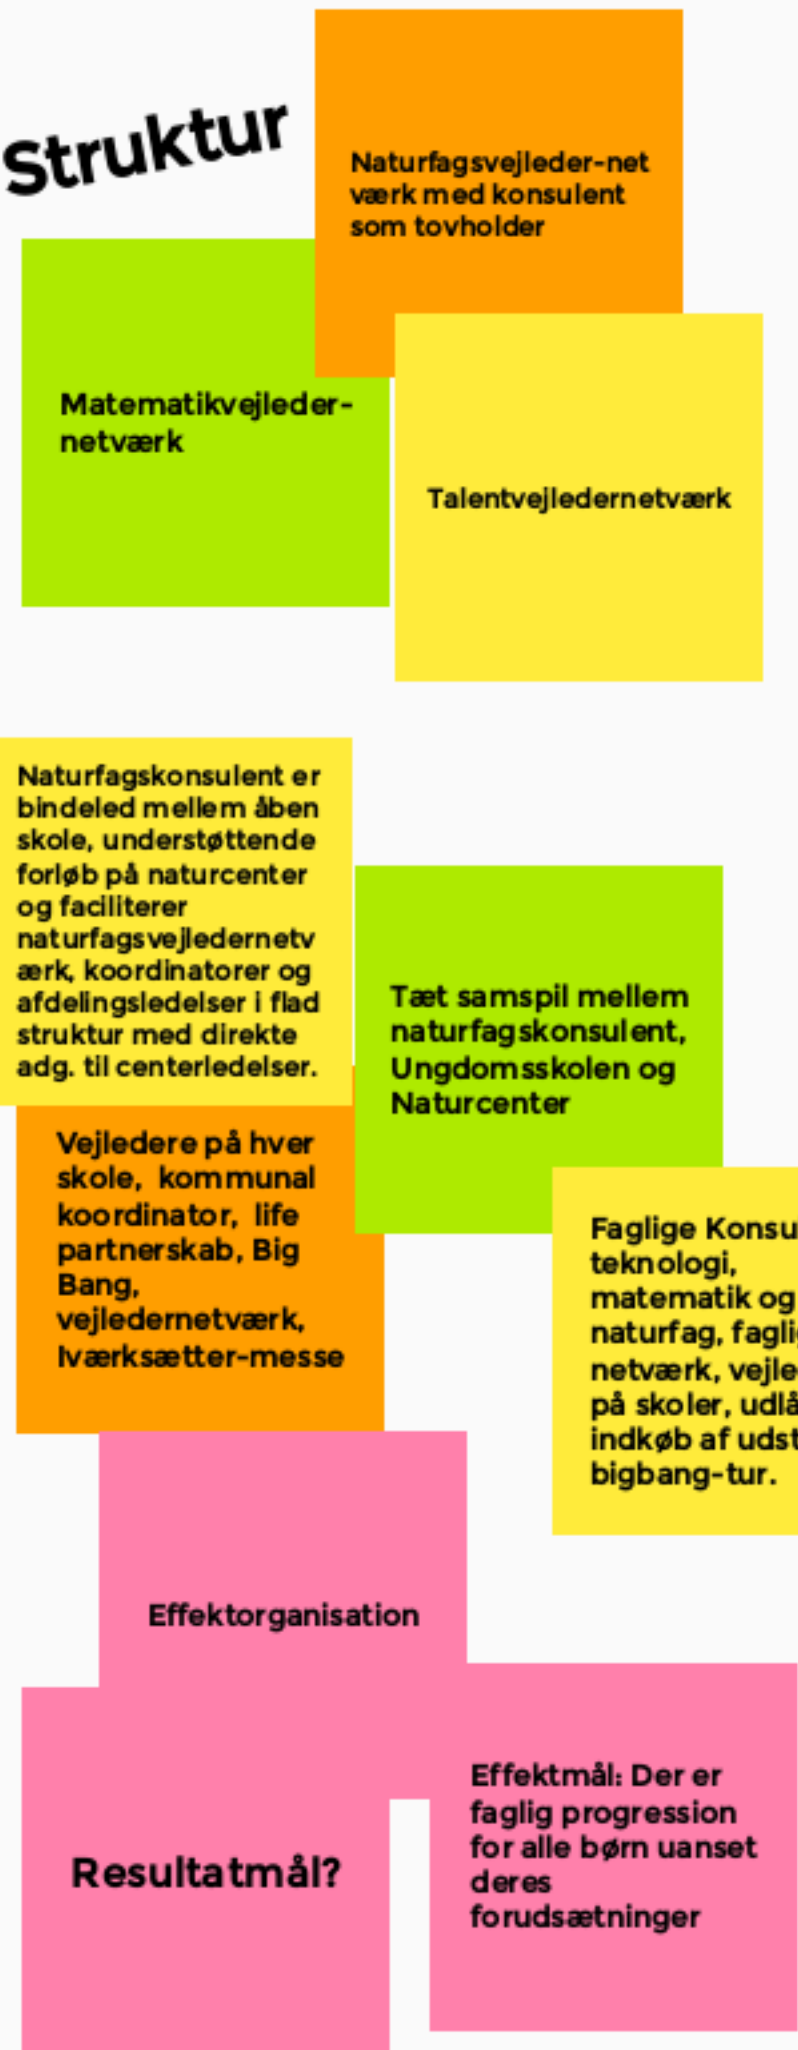 Struktur
Naturfagsvejleder-net
værk med konsulent
som tovholder
Matematikvejleder-
netværk
Talentvejledernetværk
Naturfagskonsulent er
bindeled mellem åben
skole, understøttende
forløb på naturcenter
og faciliterer
naturfagsvejledernetv
ærk, koordinatorer og
afdelingsledelser i flad
struktur med direkte
adg. til centerledelser.
Tæt samspil mellem
naturfagskonsulent,
Ungdomsskolen og
Naturcenter
Vejledere på hver
skole, kommunal
koordinator, life
partnerskab, Big
Bang,
vejledernetværk,
Iværksætter-messe
Faglige
teknologi,
matematik og
naturfag,
netværk,
på skoler,
indkøb af
bigbang-tur.
Effektorganisation
Effektmål: Der er
faglig progression
for alle børn uanset
deres
forudsætninger
Resultatmål?